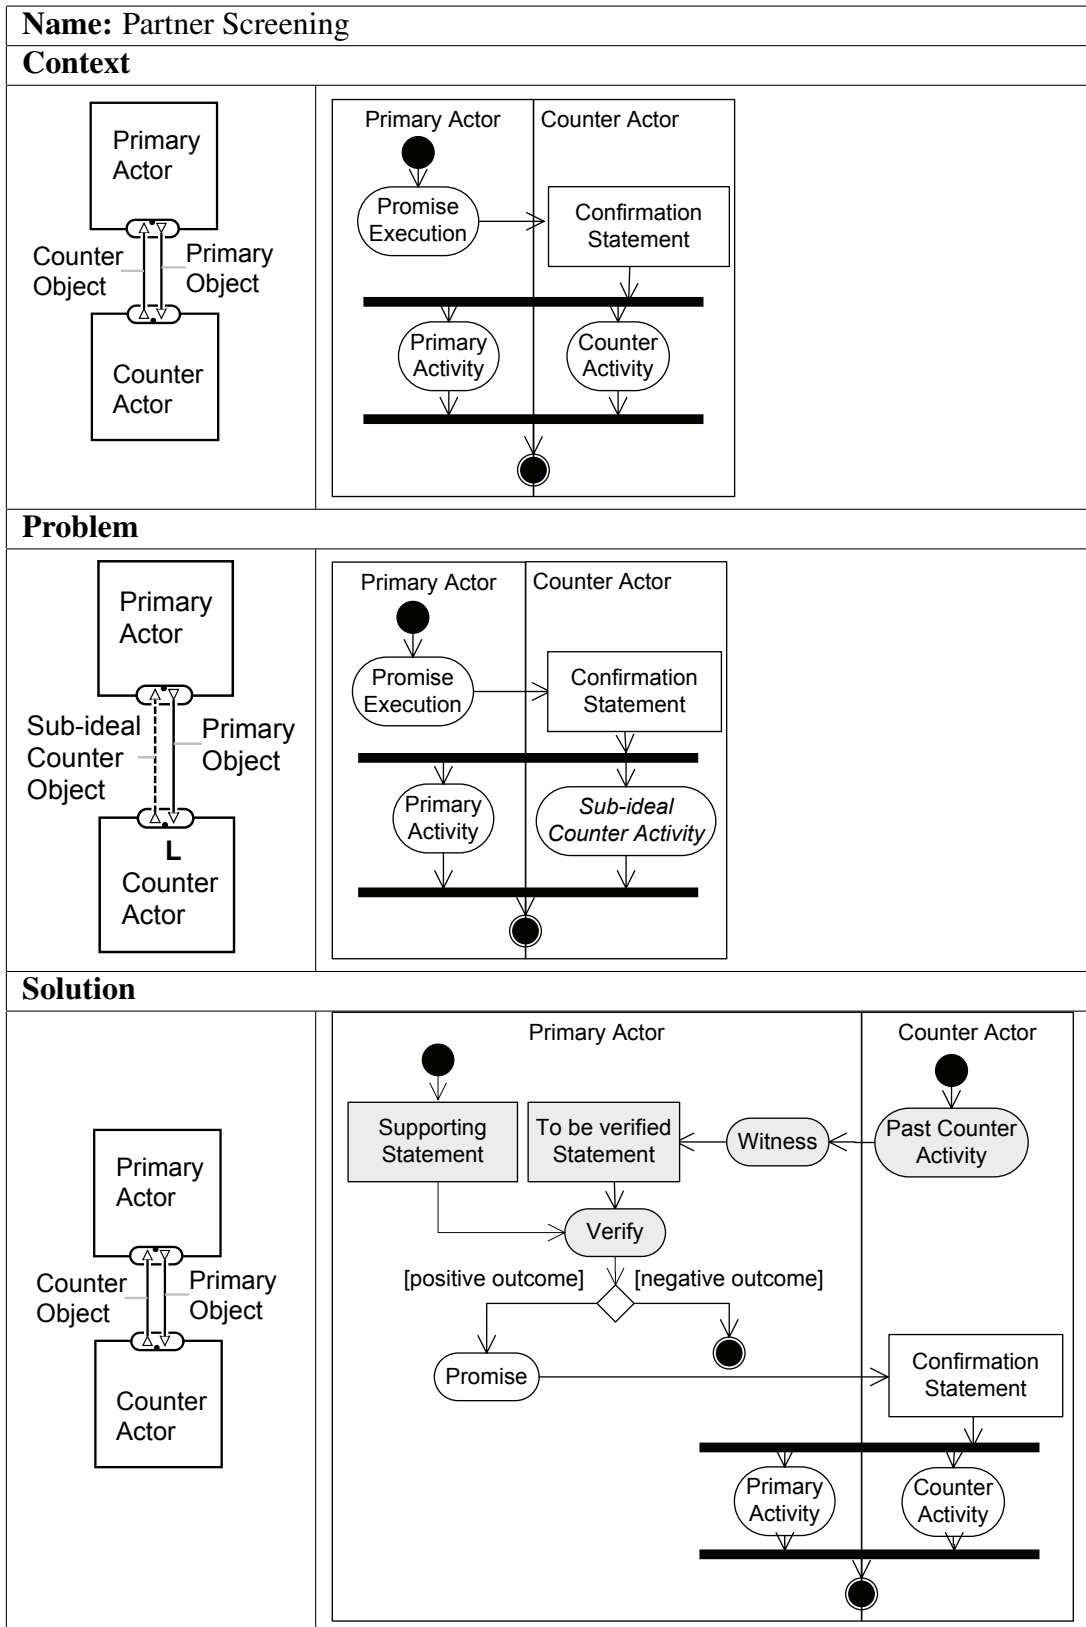 Name: Partner Screening
Context
Primary
Actor
Counter
Object
Primary
Object
Counter
Actor
Primary Actor
Counter Actor
Promise
Execution
Confirmation
Statement
Primary
Activity
Counter
Activity
Problem
Primary
Actor
Sub-ideal
Counter
Object
Primary
Object
L
Counter
Actor
Primary Actor
Counter Actor
Promise
Execution
Confirmation
Statement
Primary
Activity
Sub-ideal
Counter Activity
Solution
Primary
Actor
Counter
Object
Primary
Object
Counter
Actor
Primary Actor
Counter Actor
Supporting
Statement
To be verified
Statement
Witness
Past Counter
Activity
Verify
[positive outcome]
[negative outcome]
Promise
Confirmation
Statement
Primary
Activity
Counter
Activity